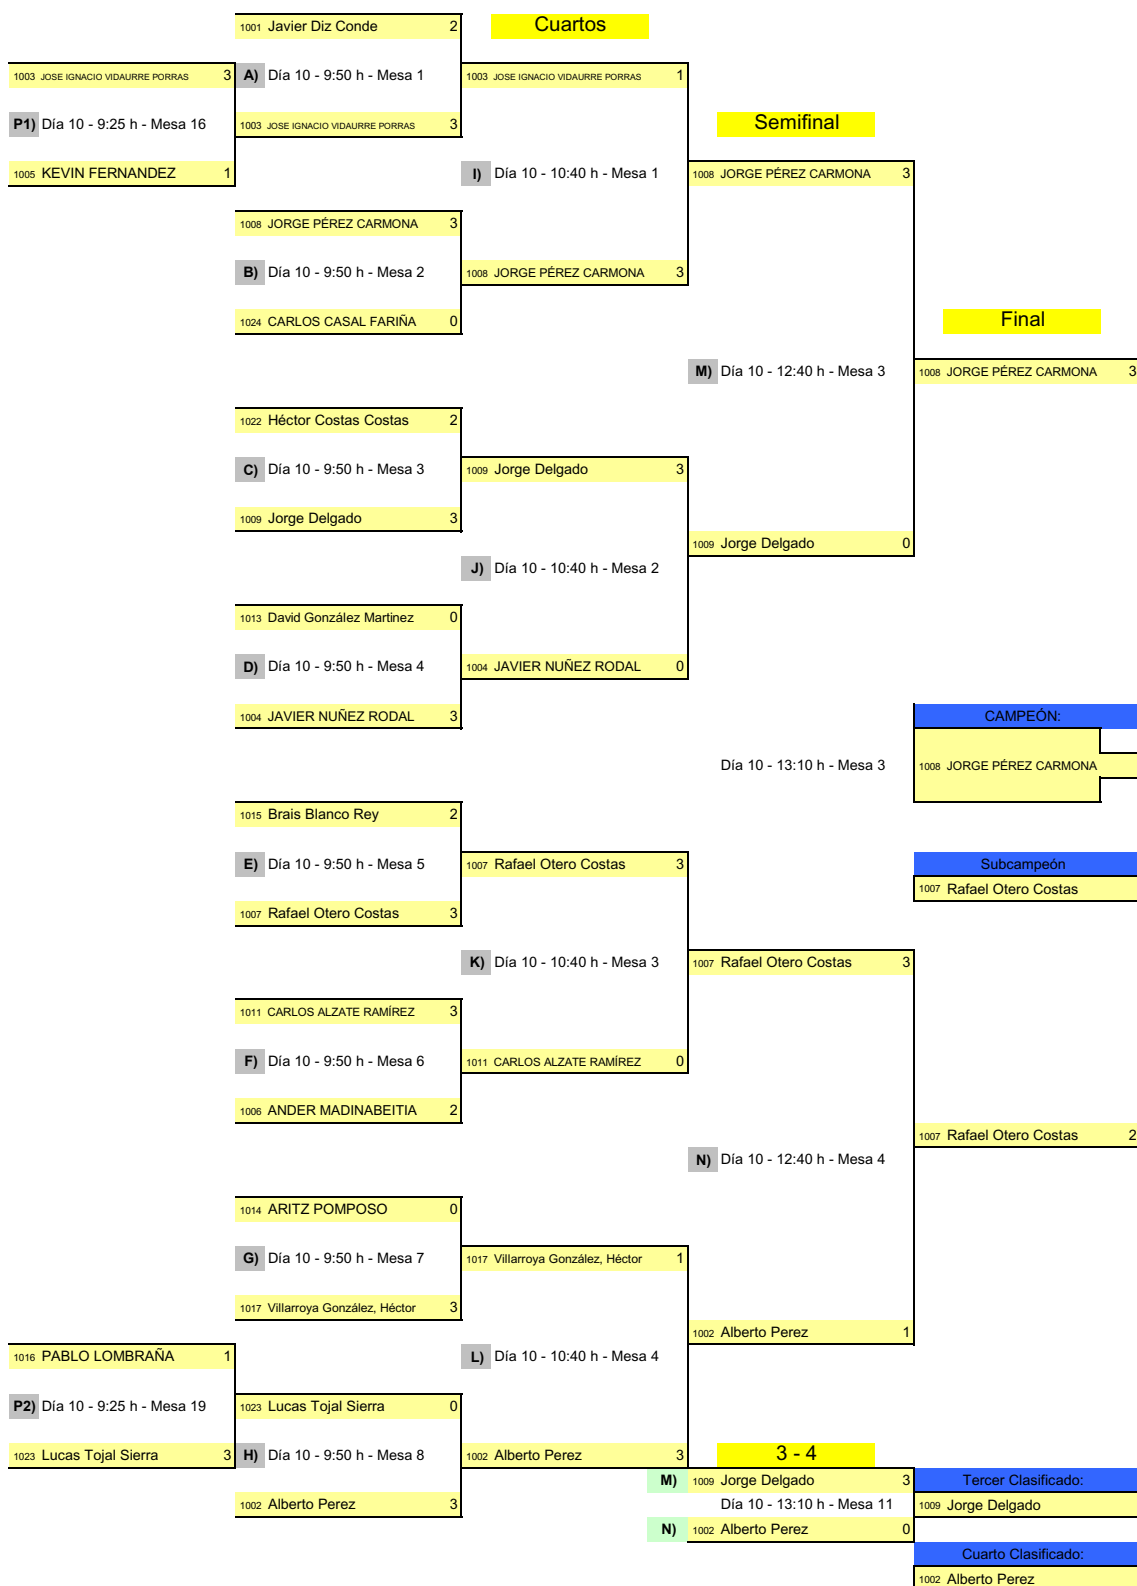 1001 Javier Diz Conde 2
Cuartos
1003 JOSE IGNACIO VIDAURRE PORRAS 3
A) Día 10 - 9:50 h - Mesa 1
1003 JOSE IGNACIO VIDAURRE PORRAS 1
P1) Día 10 - 9:25 h - Mesa 16
1003 JOSE IGNACIO VIDAURRE PORRAS 3
Semifinal
1005 KEVIN FERNANDEZ 1
I) Día 10 - 10:40 h - Mesa 1
1008 JORGE PÉREZ CARMONA 3
1008 JORGE PÉREZ CARMONA 3
B) Día 10 - 9:50 h - Mesa 2
1008 JORGE PÉREZ CARMONA 3
1024 CARLOS CASAL FARIÑA 0
Final
M) Día 10 - 12:40 h - Mesa 3
1008 JORGE PÉREZ CARMONA 3
1022 Héctor Costas Costas 2
C) Día 10 - 9:50 h - Mesa 3
1009 Jorge Delgado 3
1009 Jorge Delgado 3
1009 Jorge Delgado 0
J) Día 10 - 10:40 h - Mesa 2
1013 David González Martinez 0
D) Día 10 - 9:50 h - Mesa 4
1004 JAVIER NUÑEZ RODAL 0
1004 JAVIER NUÑEZ RODAL 3
CAMPEÓN:
Día 10 - 13:10 h - Mesa 3
1008 JORGE PÉREZ CARMONA
1015 Brais Blanco Rey 2
E) Día 10 - 9:50 h - Mesa 5
1007 Rafael Otero Costas 3
Subcampeón
1007 Rafael Otero Costas
1007 Rafael Otero Costas 3
K) Día 10 - 10:40 h - Mesa 3
1007 Rafael Otero Costas 3
1011 CARLOS ALZATE RAMÍREZ 3
F) Día 10 - 9:50 h - Mesa 6
1011 CARLOS ALZATE RAMÍREZ 0
1006 ANDER MADINABEITIA 2
1007 Rafael Otero Costas 2
N) Día 10 - 12:40 h - Mesa 4
1014 ARITZ POMPOSO 0
G) Día 10 - 9:50 h - Mesa 7
1017 Villarroya González, Héctor 1
1017 Villarroya González, Héctor 3
1002 Alberto Perez 1
1016 PABLO LOMBRAÑA 1
L) Día 10 - 10:40 h - Mesa 4
P2) Día 10 - 9:25 h - Mesa 19
1023 Lucas Tojal Sierra 0
1023 Lucas Tojal Sierra 3
H) Día 10 - 9:50 h - Mesa 8
1002 Alberto Perez 3
3 - 4
M) 1009 Jorge Delgado 3
Tercer Clasificado:
1002 Alberto Perez 3
Día 10 - 13:10 h - Mesa 11
1009 Jorge Delgado
N) 1002 Alberto Perez 0
Cuarto Clasificado:
1002 Alberto Perez